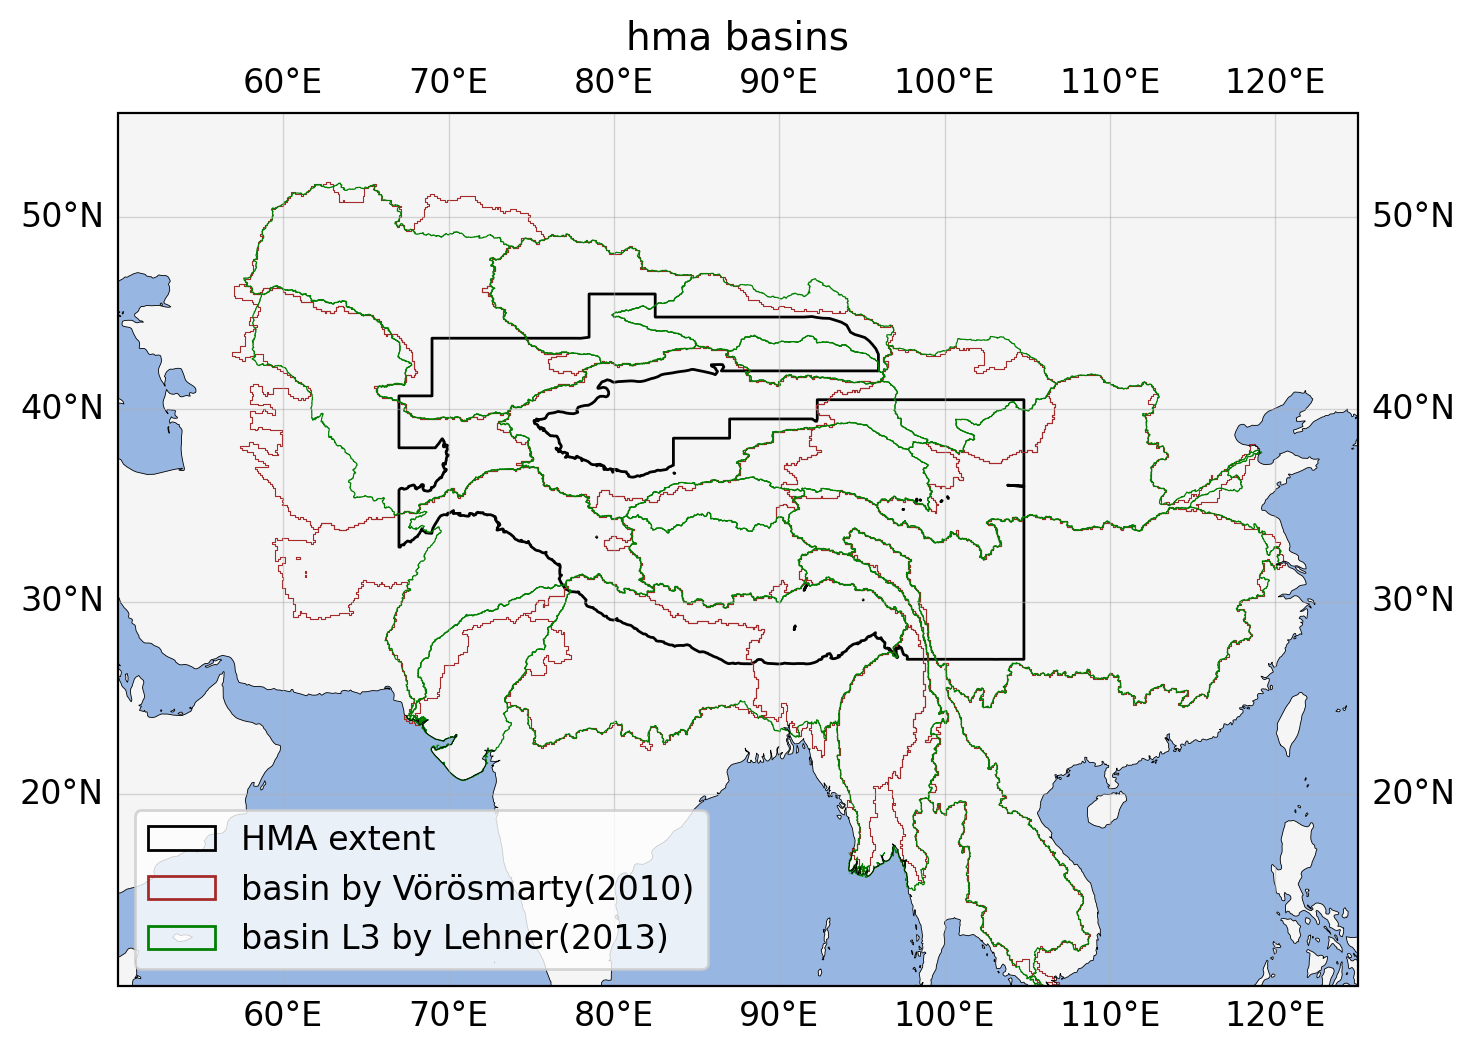 hma basins
60°E 70°E 80°E 90°E 100°E 110°E 120°E
50°N 50°N
40°N 40°N
30°N 30°N
20°N 20°N
HMA extent
basin by Vörösmarty(2010)
basin L3 by Lehner(2013)
60°E 70°E 80°E 90°E 100°E 110°E 120°E